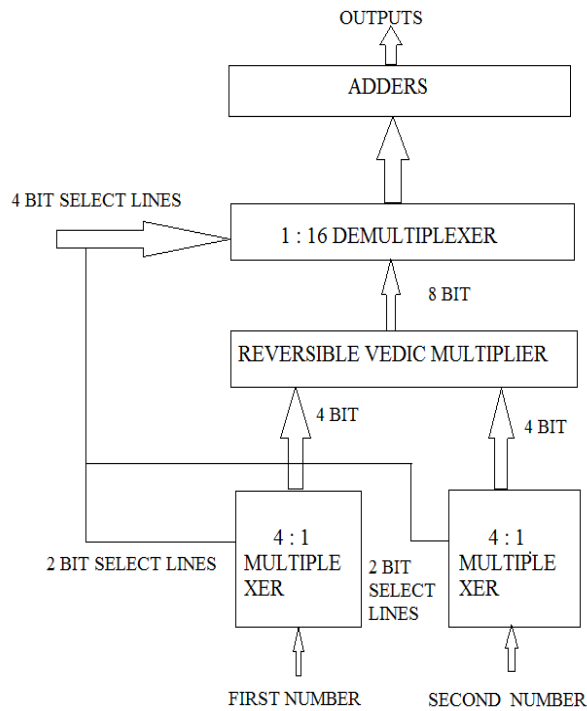 OUTPUTS
ADDERS
4 BIT SELECT LINES
1 : 16 DEMULTIPLEXER
8 BIT
REVERSIBLE VEDIC MULTIPLIER
4 BIT
4 BIT
4 : 1
MULTIPLE
XER
2 BIT SELECT LINES
2 BIT
SELECT
LINES
4 : 1
MULTIPLE
XER
FIRST NUMBER
SECOND NUMBER